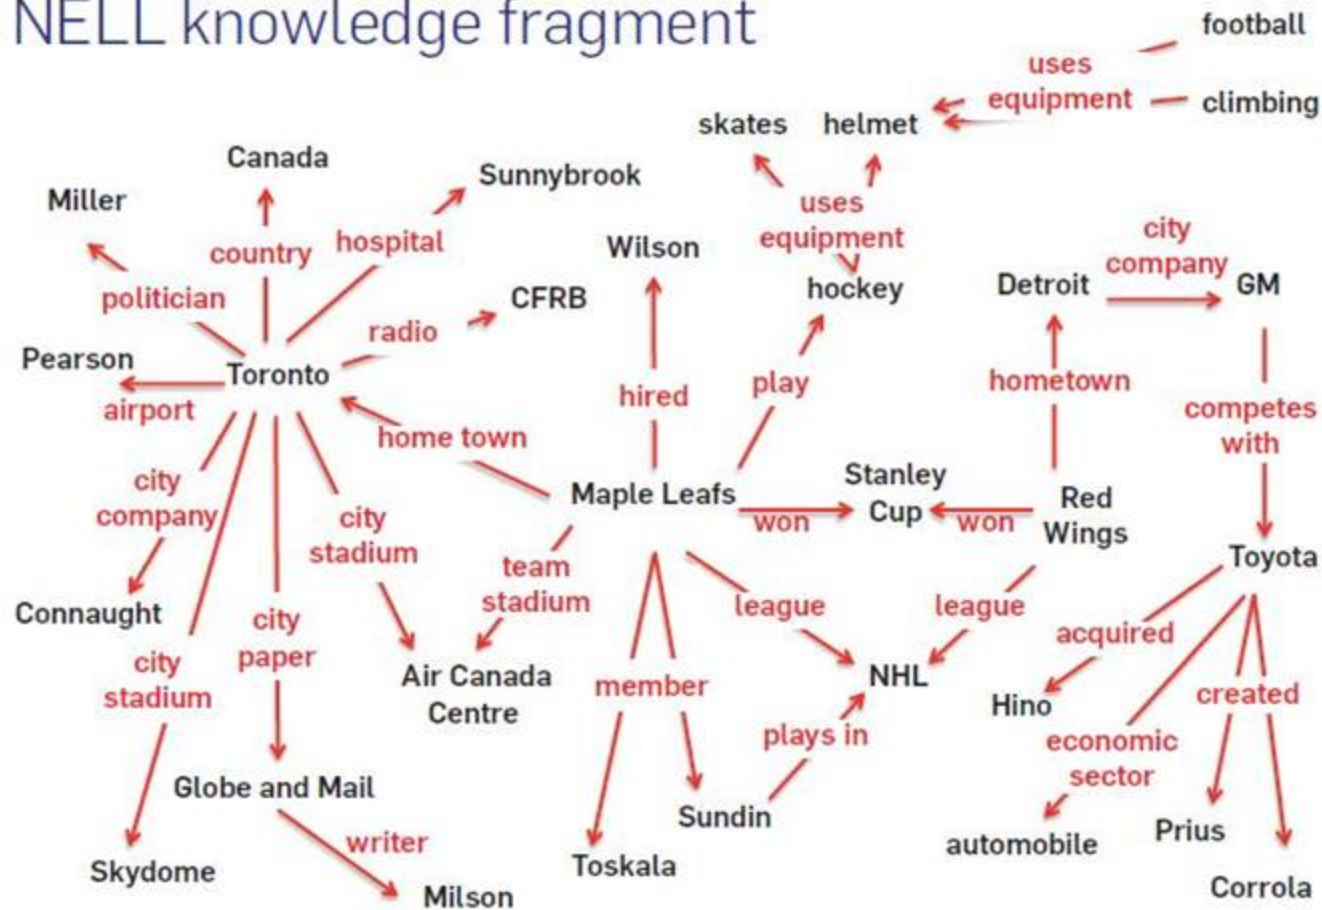 NELL knowledge fragment
football
uses
equipment
climbing
skates
helmet
Canada
Sunnybrook
Miller
uses
equipment
city
company
country
hospital
Wilson
politician
CFRB
hockey
Detroit
GM
radio
Pearson
Toronto
airport
hired
play
hometown
competes
with
home town
Maple Leafs
Stanley
Cup
won
won
Red
Wings
city
company
city
stadium
team
stadium
Toyota
league
league
Connaught
city
paper
acquired
city
stadium
Air Canada
Centre
member
NHL
Hino
created
plays in
economic
sector
Globe and Mail
Sundin
Prius
automobile
writer
Skydome
Toskala
Milson
Corrola